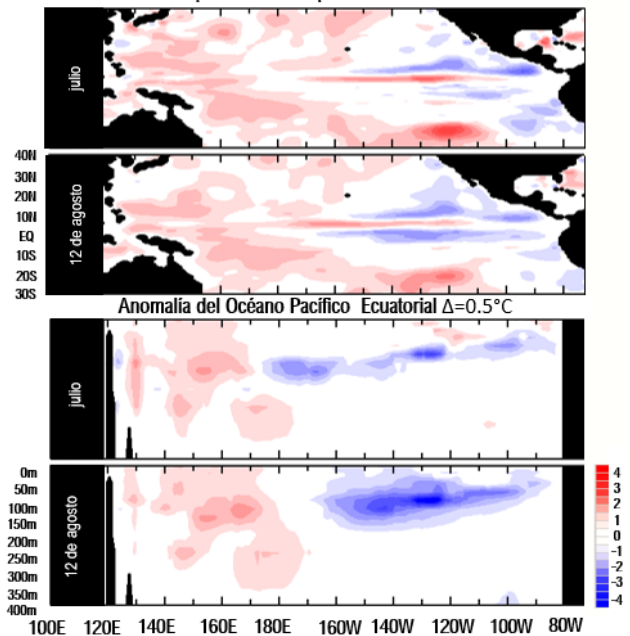 julio
40N
30N
20N
10N
EQ
10S
20S
30S
12 de agosto
Anomalía del Océano Pacífico Ecuatorial Δ=0.5°C
julio
0m
50m
100m
150m
200m
250m
300m
350m
400m
12 de agosto
4
3
2
1
0
-1
-2
-3
-4
100E 120E 140E 160E 180E 160W 140W 120W 100W 80W